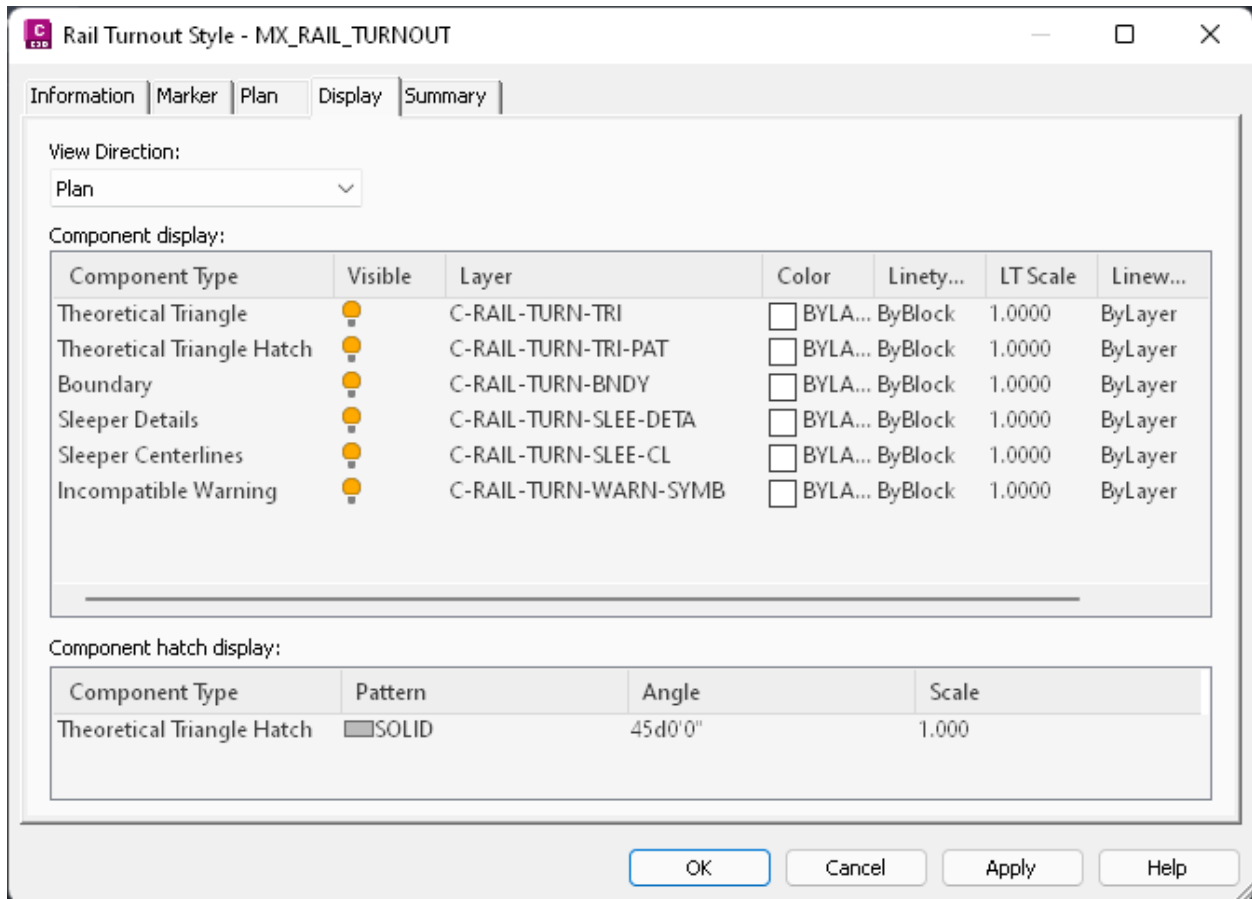 C
C3D
Rail Turnout Style - MX_RAIL_TURNOUT
Information Marker Plan Display Summary
View Direction:
Plan
Component display:
Component Type Visible Layer Color Linety... LT Scale Linew...
Theoretical Triangle C-RAIL-TURN-TRI BYLA... ByBlock 1.0000 ByLayer
Theoretical Triangle Hatch C-RAIL-TURN-TRI-PAT BYLA... ByBlock 1.0000 ByLayer
Boundary C-RAIL-TURN-BNDY BYLA... ByBlock 1.0000 ByLayer
Sleeper Details C-RAIL-TURN-SLEE-DETA BYLA... ByBlock 1.0000 ByLayer
Sleeper Centerlines C-RAIL-TURN-SLEE-CL BYLA... ByBlock 1.0000 ByLayer
Incompatible Warning C-RAIL-TURN-WARN-SYMB BYLA... ByBlock 1.0000 ByLayer
Component hatch display:
Component Type Pattern Angle Scale
Theoretical Triangle Hatch SOLID 45d0'0" 1.000
OK Cancel Apply Help